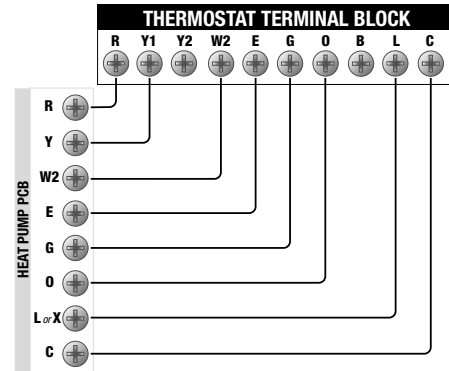 THERMOSTAT TERMINAL BLOCK
R Y1 Y2 W2 E G O B L C
HEAT PUMP PCB
R
Y
W2
E
G
O
L or X
C